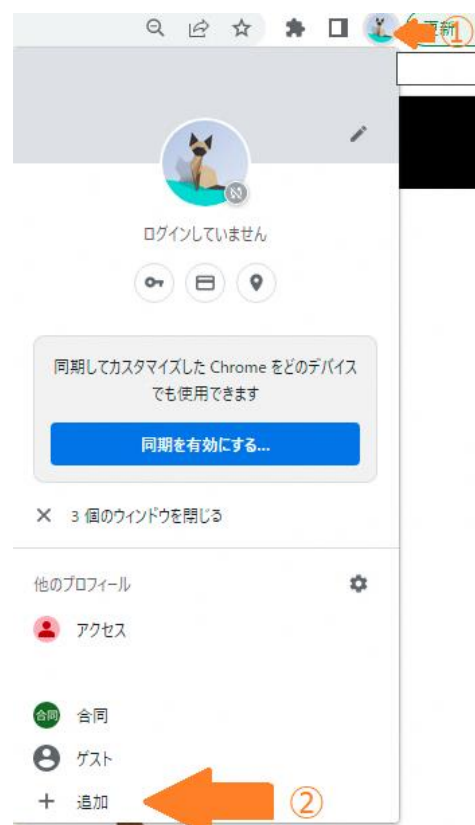 更新
①
ログインしていません
同期してカスタマイズした Chrome をどのデバイス
でも使用できます
同期を有効にする...
3 個のウィンドウを閉じる
他のプロフィール
アクセス
合同 合同
ゲスト
追加
②